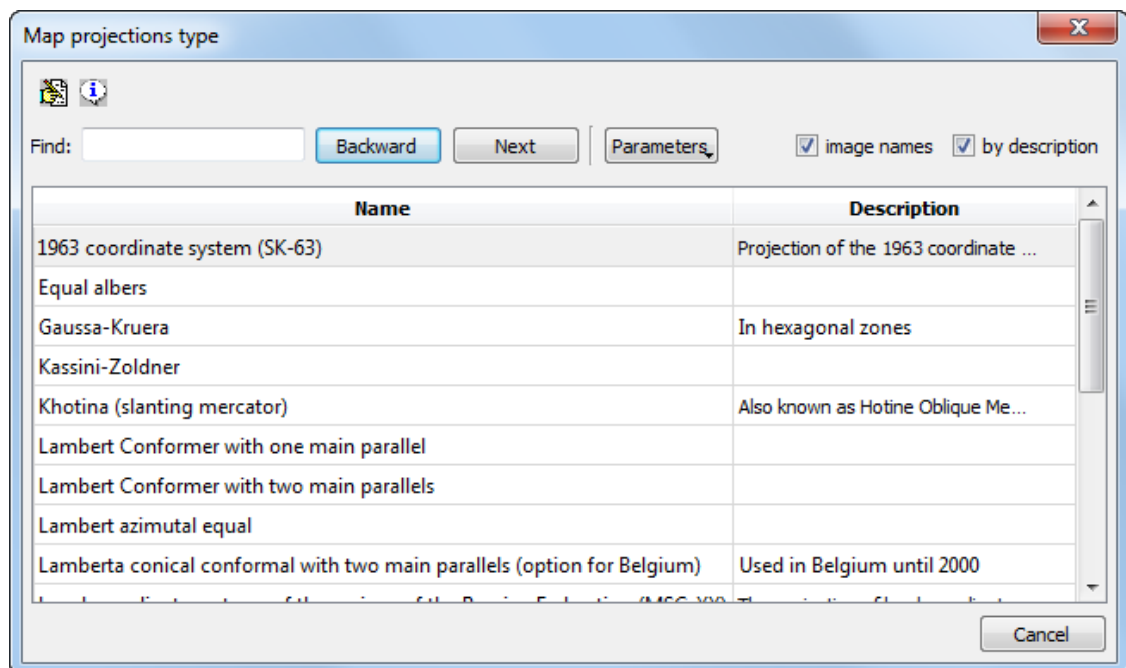 Map projections type
Find: Backward Next Parameters image names by description
Name Description
1963 coordinate system (SK-63) Projection of the 1963 coordinate ...
Equal albers
Gaussa-Kruera In hexagonal zones
Kassini-Zoldner
Khotina (slanting mercator) Also known as Hotine Oblique Me...
Lambert Conformer with one main parallel
Lambert Conformer with two main parallels
Lambert azimutal equal
Lamberta conical conformal with two main parallels (option for Belgium) Used in Belgium until 2000
Cancel